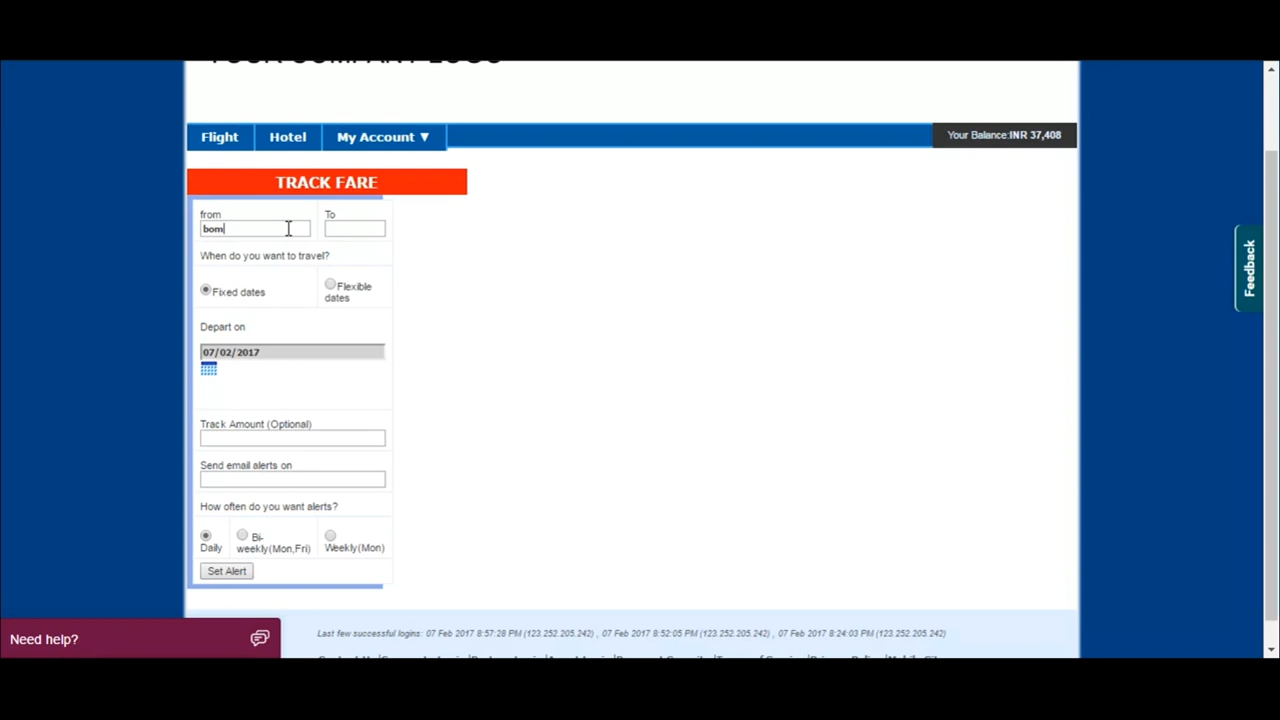 YOUR COMPANY LOGO
Flight Hotel My Account ▼ Your Balance:INR 37,408
TRACK FARE
from To
bom
When do you want to travel?
Fixed dates Flexible dates
Depart on
07/02/2017
Track Amount (Optional)
Send email alerts on
How often do you want alerts?
Daily Bi-weekly(Mon,Fri) Weekly(Mon)
Set Alert
Feedback
Need help?
Last few successful logins: 07 Feb 2017 8:57:28 PM (123.252.205.242) , 07 Feb 2017 8:52:05 PM (123.252.205.242) , 07 Feb 2017 8:24:03 PM (123.252.205.242)